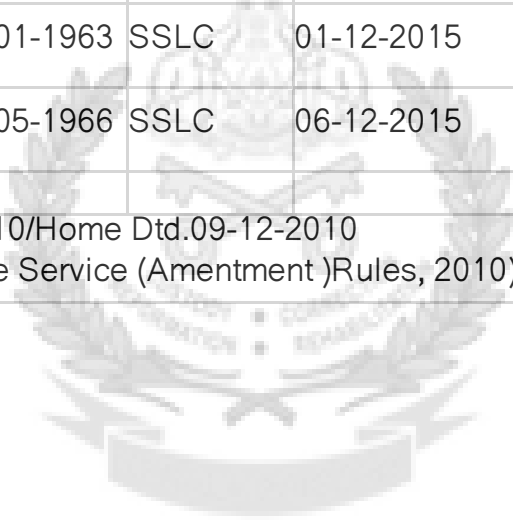 01-1963 SSLC 01-12-2015
05-1966 SSLC 06-12-2015
10/Home Dtd.09-12-2010
e Service (Amentment )Rules, 2010)